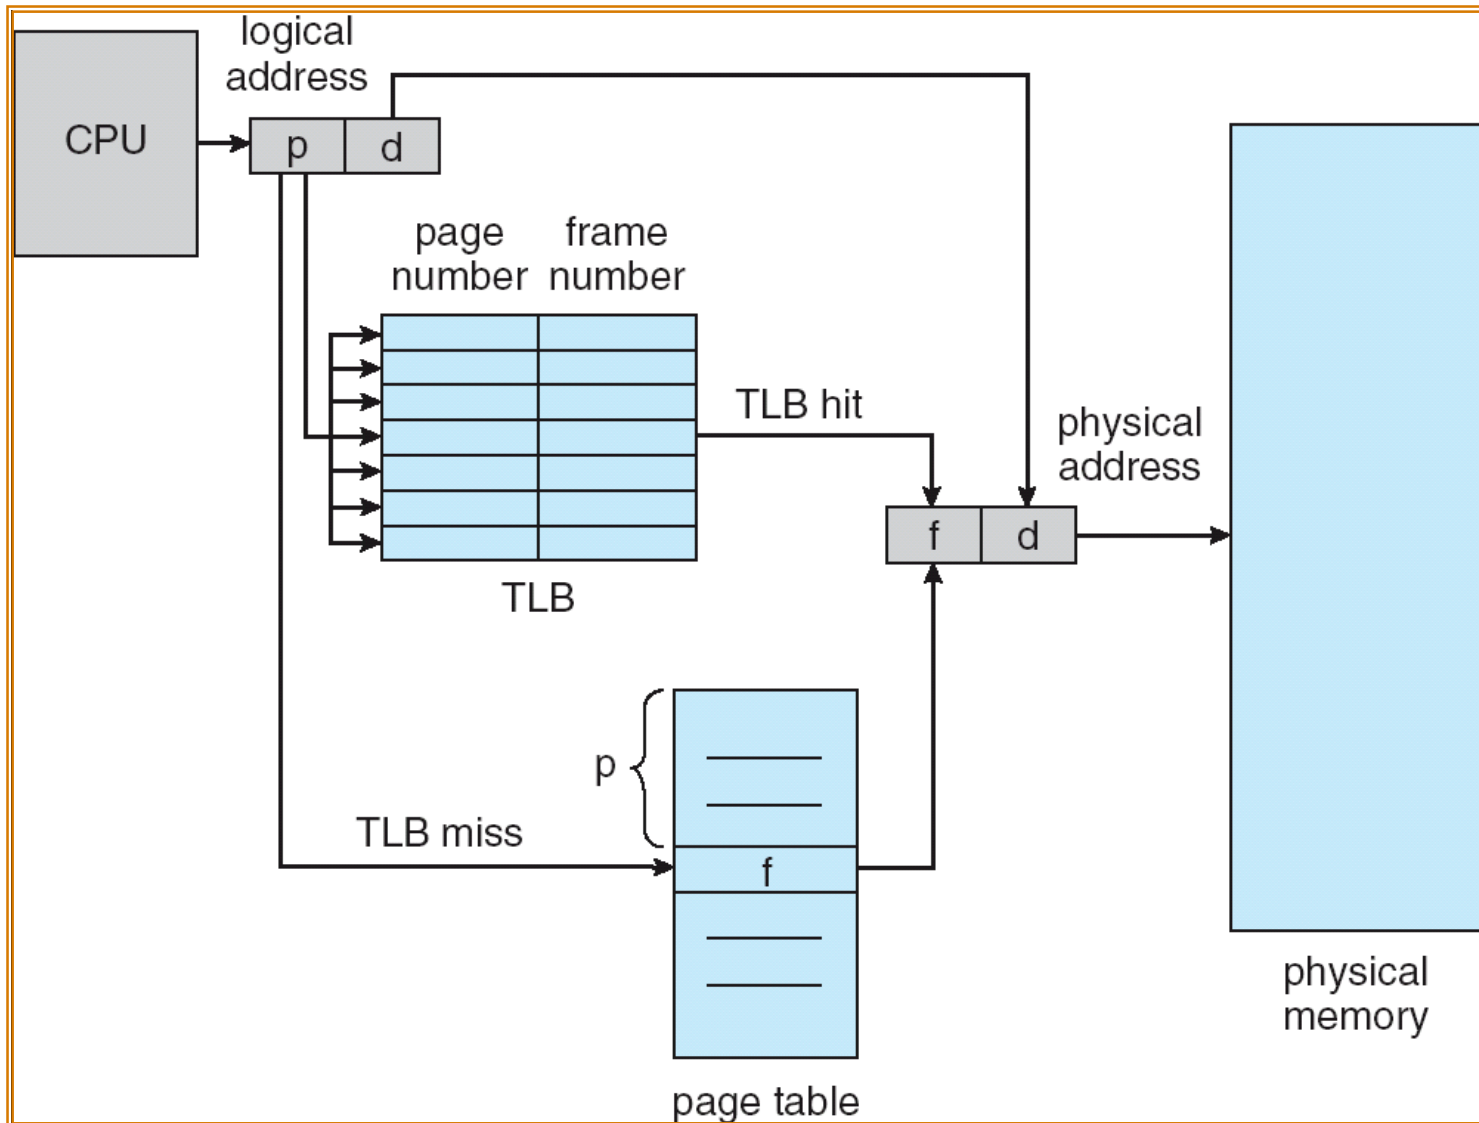 logical
address
CPU
p
d
page
number
frame
number
TLB hit
physical
address
f
d
TLB
p
TLB miss
f
physical
memory
page table